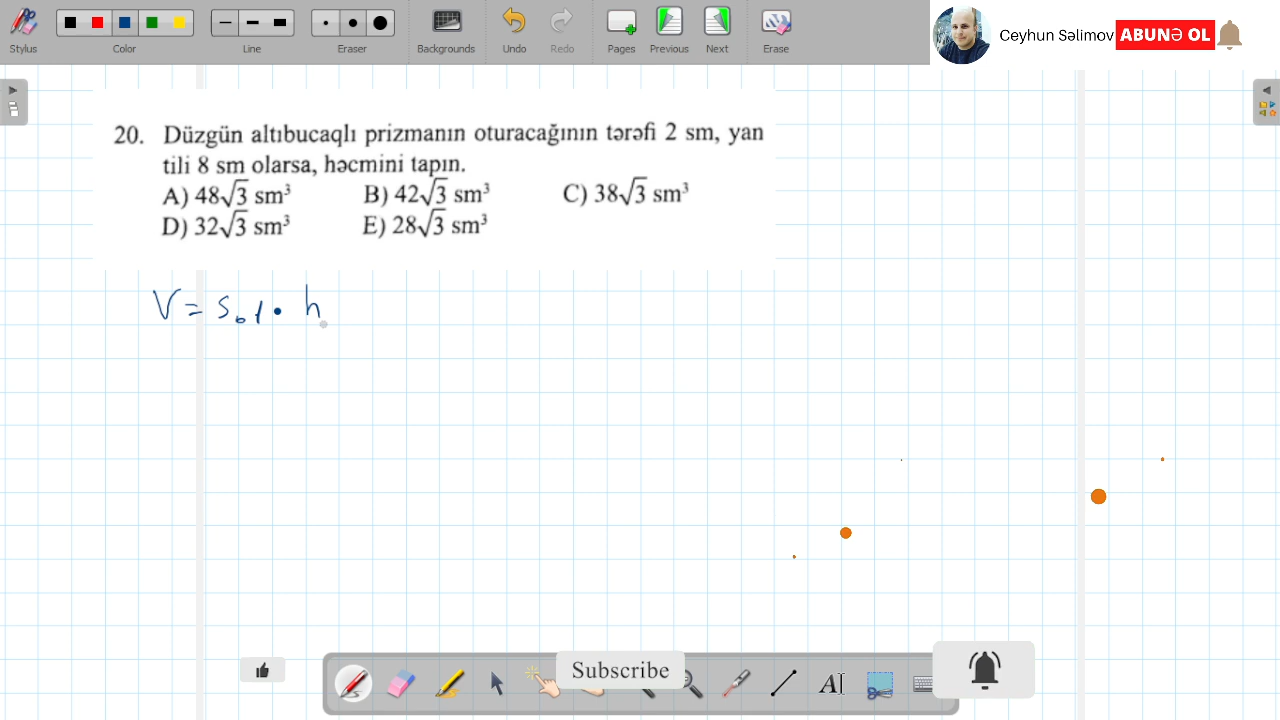 Stylus
Color
Line
Eraser
Backgrounds
Undo
Redo
Pages
Previous
Next
Erase
Ceyhun Səlimov
ABUNƏ OL
20. Düzgün altıbucaqlı prizmanın oturacağının tərəfi 2 sm, yan
tili 8 sm olarsa, həcmini tapın.
A) 48√3 sm³ B) 42√3 sm³ C) 38√3 sm³
D) 32√3 sm³ E) 28√3 sm³
V = S₀₁ · h
Subscribe
AI